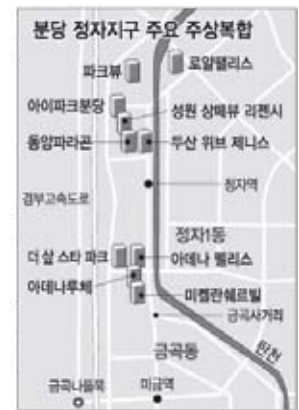 분당 정자지구 주요 주상복합
파크뷰
로얄팰리스
아이파크분당
성원 상떼뷰 리젠시
동양파라곤
두산 위브 제니스
정자역
경부고속도로
정자1동
더 샾 스타 파크
아데나 펠리스
아데나루체
미켈란쉐르빌
금곡사거리
금곡동
탄천
금곡나들목
미금역